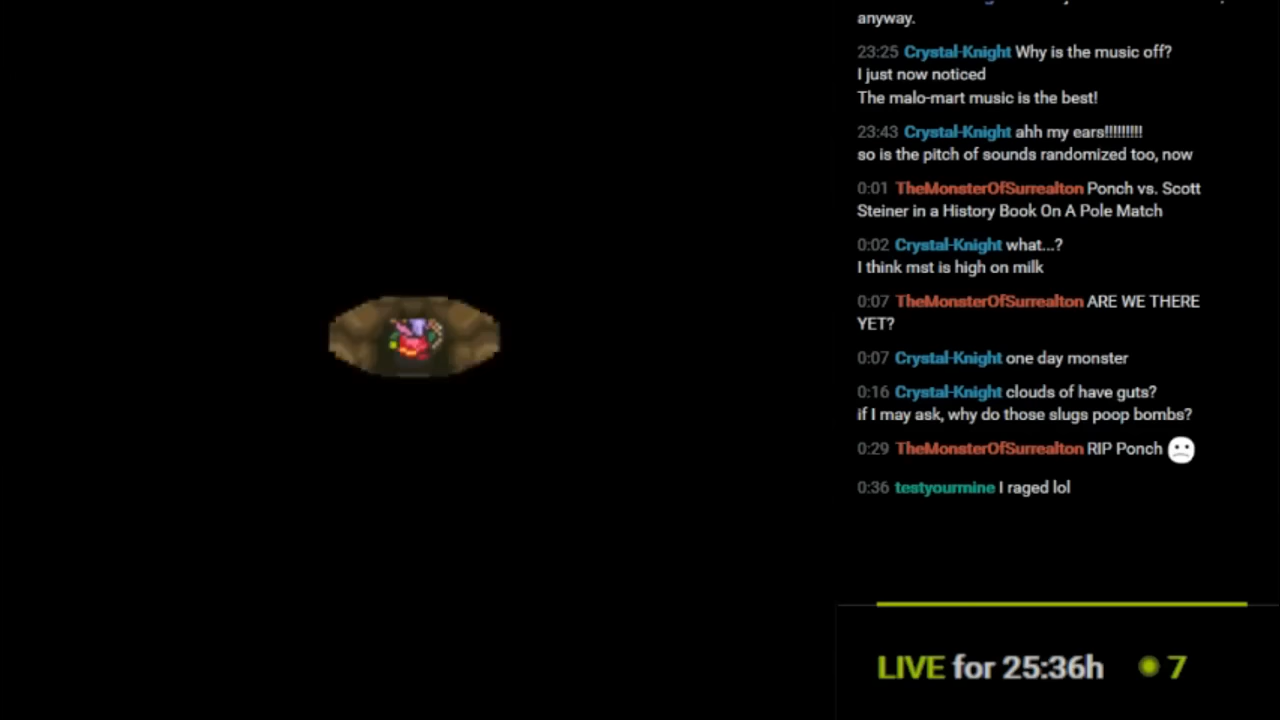 anyway.
23:25 Crystal-Knight Why is the music off?
I just now noticed
The malo-mart music is the best!
23:43 Crystal-Knight ahh my ears!!!!!!!!!
so is the pitch of sounds randomized too, now
0:01 TheMonsterOfSurrealton Ponch vs. Scott
Steiner in a History Book On A Pole Match
0:02 Crystal-Knight what...?
I think mst is high on milk
0:07 TheMonsterOfSurrealton ARE WE THERE
YET?
0:07 Crystal-Knight one day monster
0:16 Crystal-Knight clouds of have guts?
if I may ask, why do those slugs poop bombs?
0:29 TheMonsterOfSurrealton RIP Ponch
0:36 testyourmine I raged lol
LIVE for 25:36h 7